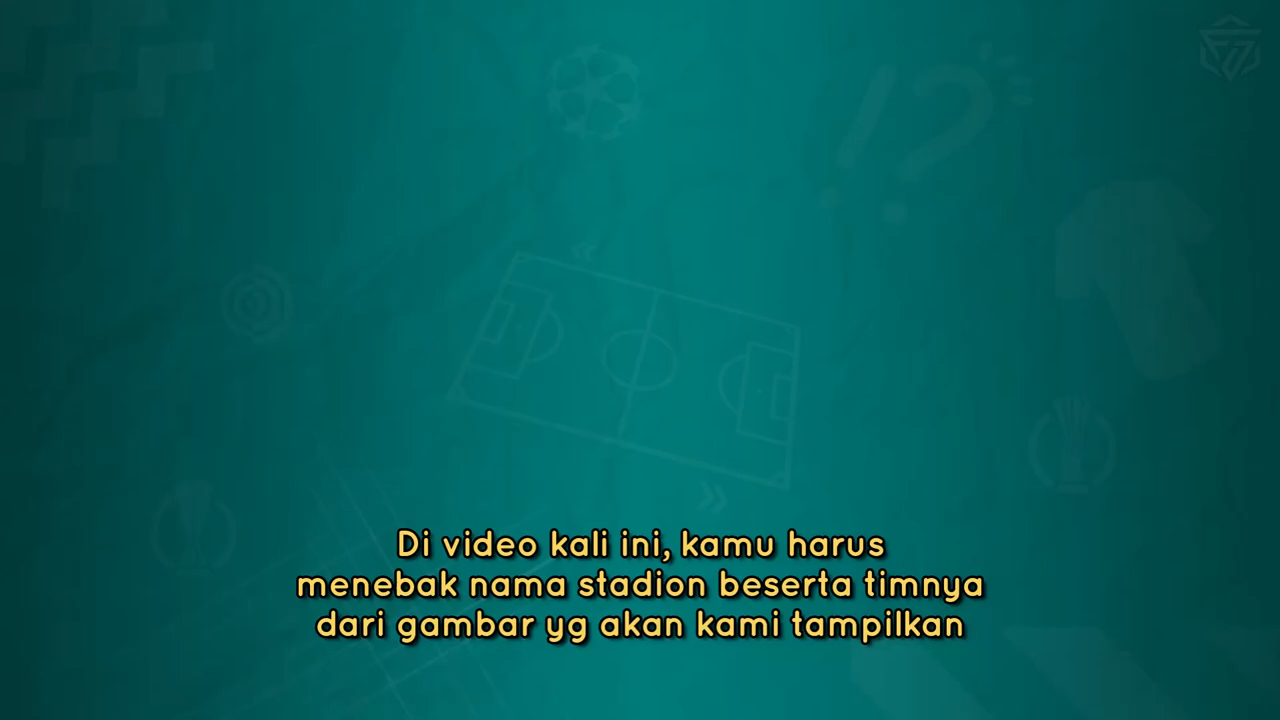 Di video kali ini, kamu harus
menebak nama stadion beserta timnya
dari gambar yg akan kami tampilkan
!?